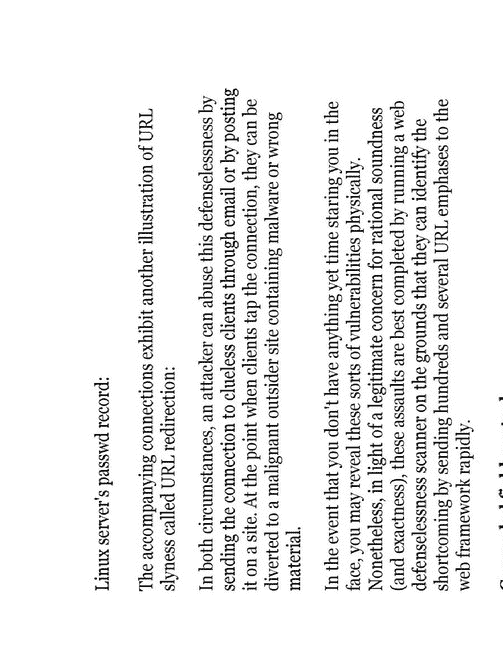 Linux server's passwd record:
The accompanying connections exhibit another illustration of URL
slyness called URL redirection:
In both circumstances, an attacker can abuse this defenselessness by
sending the connection to clueless clients through email or by posting
it on a site. At the point when clients tap the connection, they can be
diverted to a malignant outsider site containing malware or wrong
material.
In the event that you don't have anything yet time staring you in the
face, you may reveal these sorts of vulnerabilities physically.
Nonetheless, in light of a legitimate concern for rational soundness
(and exactness), these assaults are best completed by running a web
defenselessness scanner on the grounds that they can identify the
shortcoming by sending hundreds and several URL emphases to the
web framework rapidly.